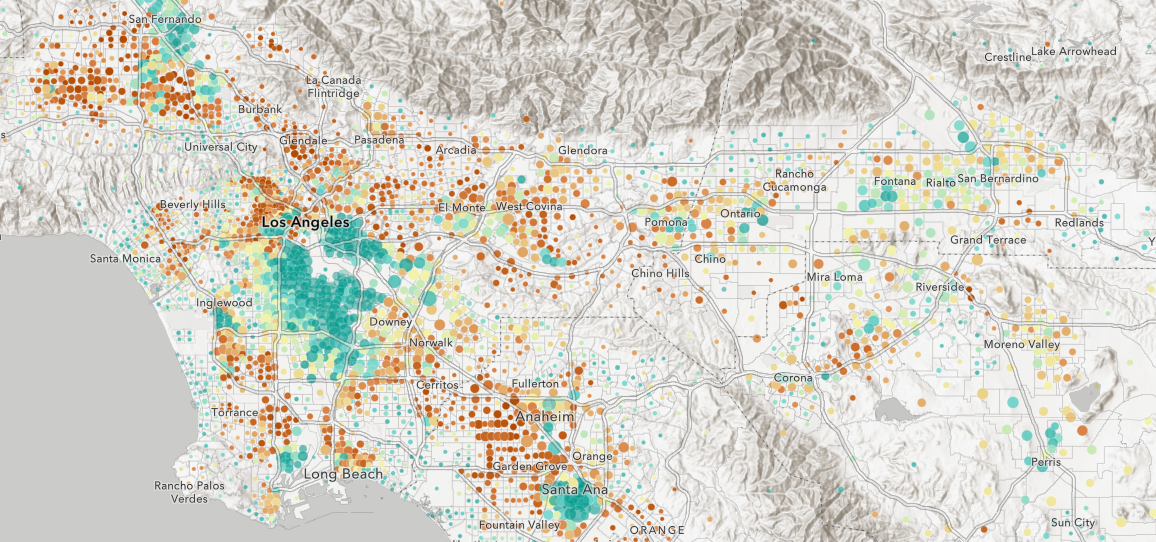 San Fernando
Crestline
Lake Arrowhead
La Canada
Flintridge
Burbank
Universal City
Glendale
Pasadena
Arcadia
Glendora
Rancho
Cucamonga
Fontana
Rialto
San Bernardino
Beverly Hills
El Monte
West Covina
Los Angeles
Pomona
Ontario
Redlands
Grand Terrace
Santa Monica
Chino
Chino Hills
Mira Loma
Riverside
Inglewood
Downey
Norwalk
Moreno Valley
Corona
Cerritos
Fullerton
Torrance
Anaheim
Orange
Garden Grove
Long Beach
Perris
Rancho Palos
Verdes
Santa Ana
Fountain Valley
ORANGE
Sun City